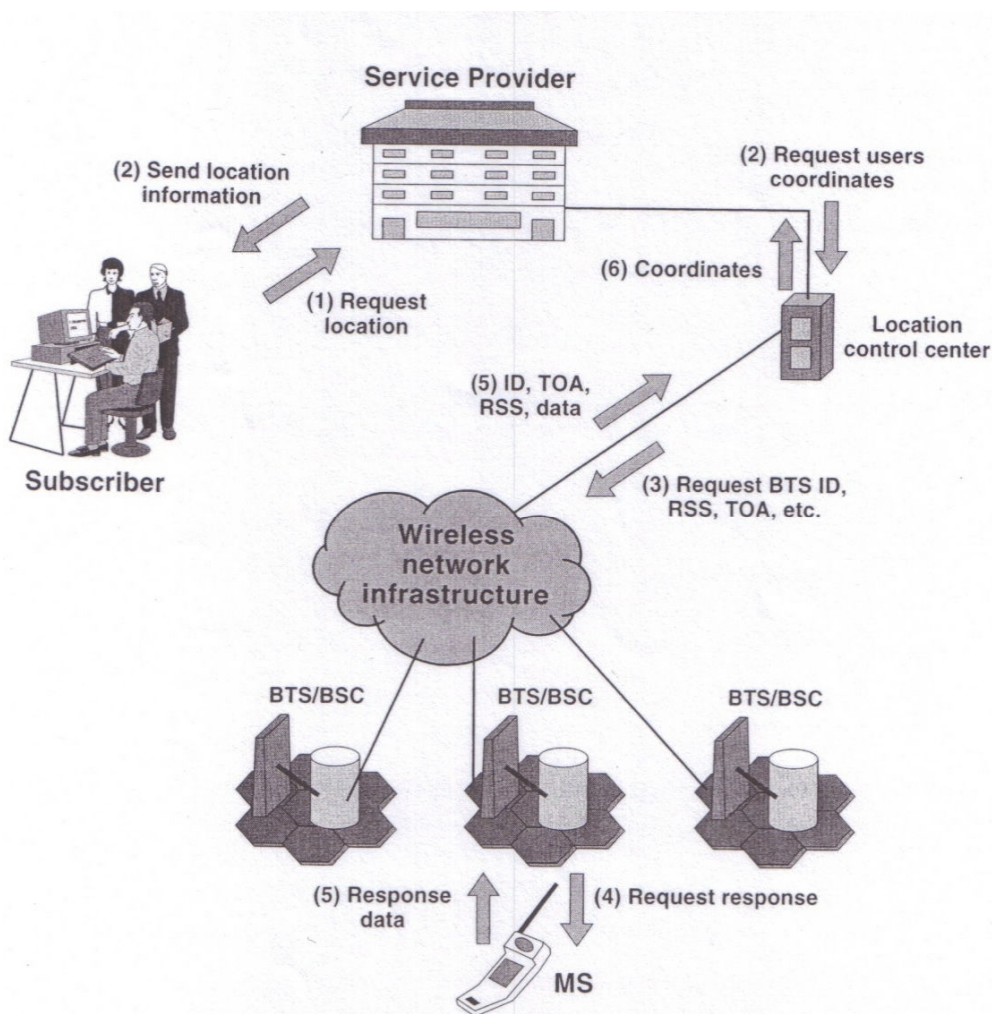 Service Provider
(2) Send location
information
(2) Request users
coordinates
(6) Coordinates
(1) Request
location
Location
control center
(5) ID, TOA,
RSS, data
Subscriber
(3) Request BTS ID,
RSS, TOA, etc.
Wireless
network
infrastructure
BTS/BSC
BTS/BSC
BTS/BSC
(5) Response
data
(4) Request response
MS